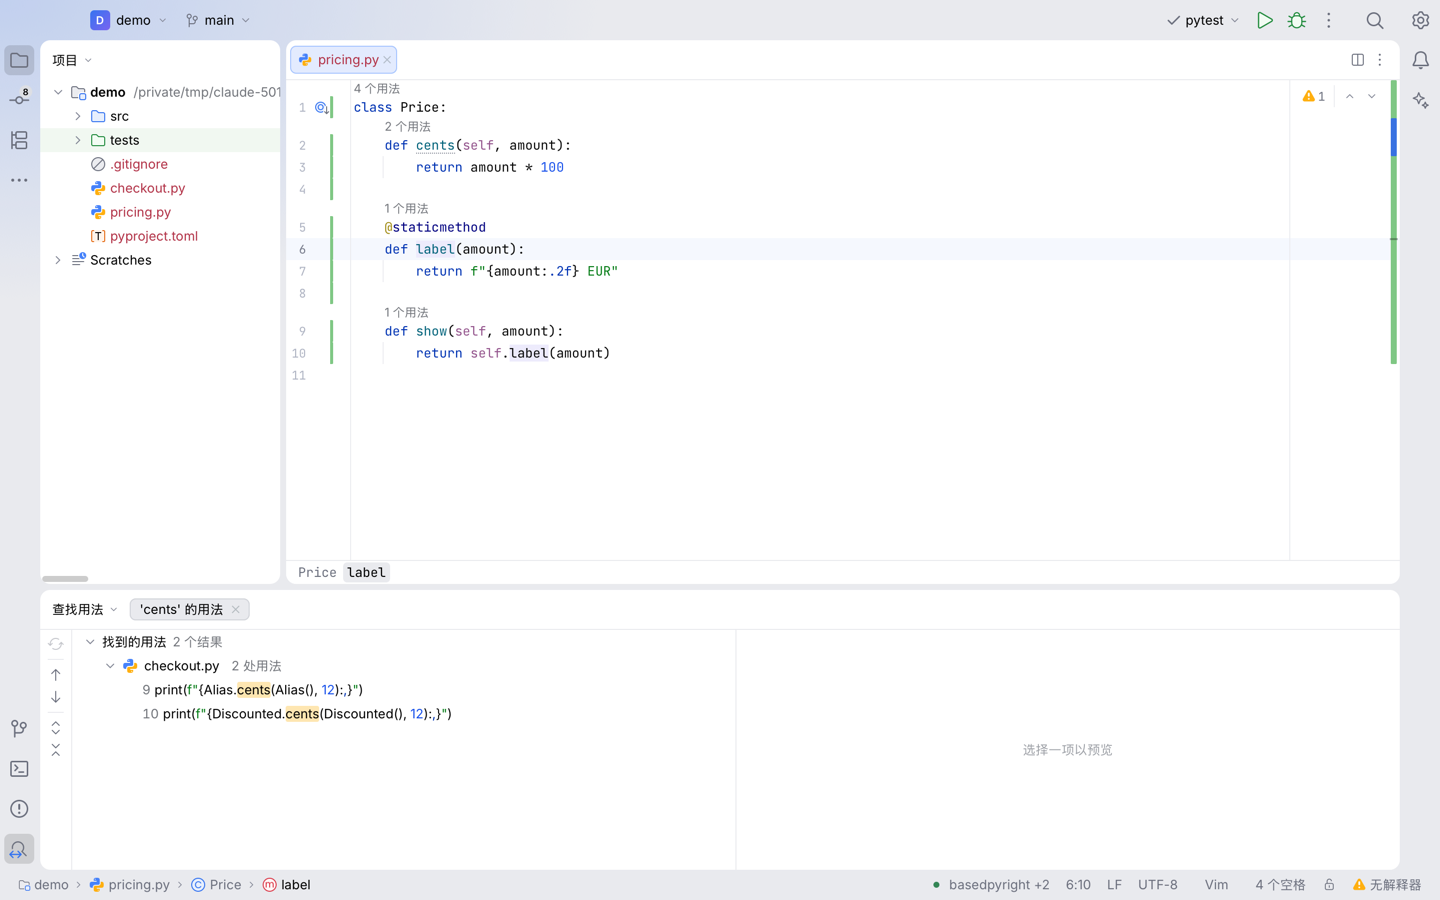 D demo main pytest
项目
demo /private/tmp/claude-501
src
tests
.gitignore
checkout.py
pricing.py
[T] pyproject.toml
Scratches
8
pricing.py
1
4 个用法
1 class Price:
2 个用法
2 def cents(self, amount):
3 return amount * 100
4
1 个用法
5 @staticmethod
6 def label(amount):
7 return f"{amount:.2f} EUR"
8
1 个用法
9 def show(self, amount):
10 return self.label(amount)
11
Price label
查找用法 'cents' 的用法
找到的用法 2 个结果
checkout.py 2 处用法
9 print(f"{Alias.cents(Alias(), 12):,}")
10 print(f"{Discounted.cents(Discounted(), 12):,}")
选择一项以预览
demo pricing.py C Price m label basedpyright +2 6:10 LF UTF-8 Vim 4 个空格 无解释器